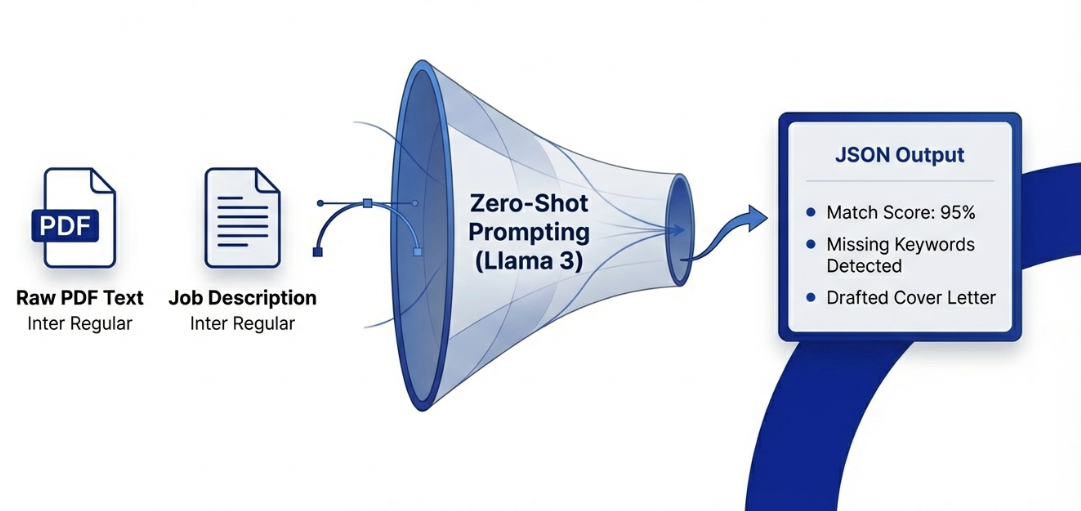 PDF
Raw PDF Text
Inter Regular
Job Description
Inter Regular
Zero-Shot
Prompting
(Llama 3)
JSON Output
• Match Score: 95%
• Missing Keywords
Detected
• Drafted Cover Letter